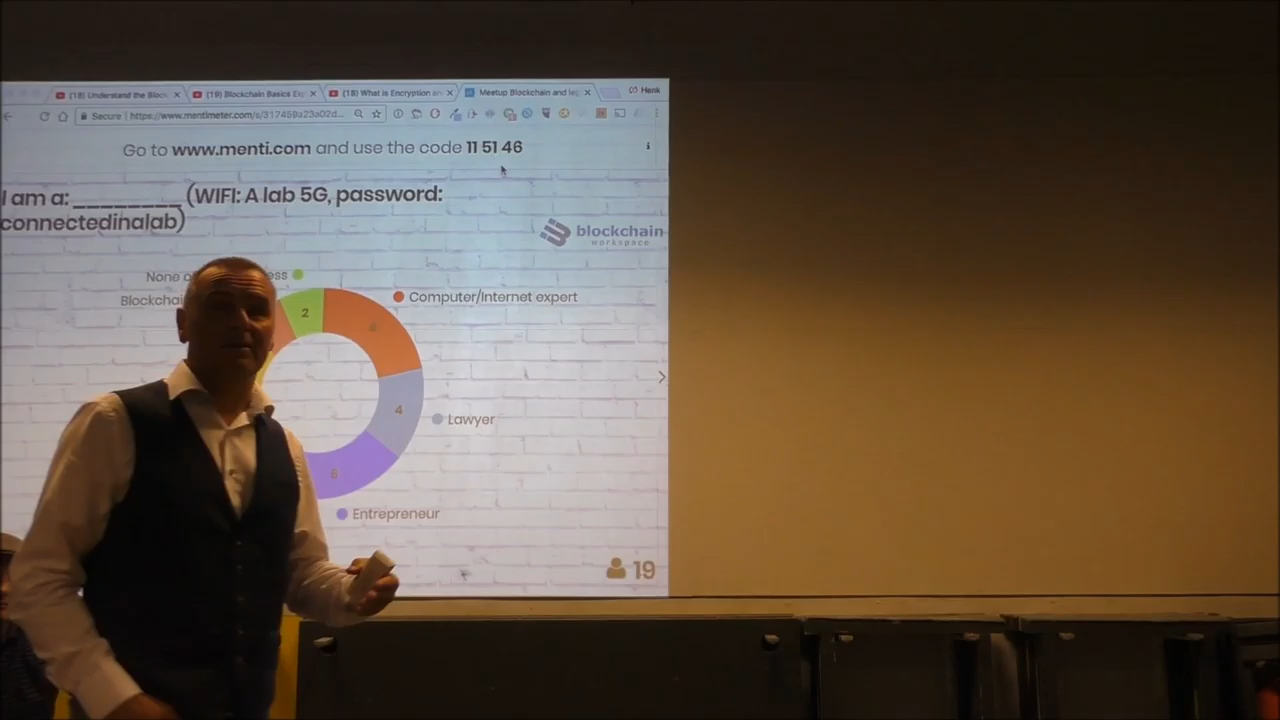 (18) Understand the Block
(19) Blockchain Basics Ex
(18) What is Encryption an
Meetup Blockchain and le
Henk
Secure | https://www.mentimeter.com/s/317459a23a02d...
Go to www.menti.com and use the code 11 51 46
I am a: ________ (WIFI: A lab 5G, password:
connectedinalab)
blockchain
workspace
None o ess
Blockchai
2
Computer/Internet expert
4
Lawyer
6
Entrepreneur
19